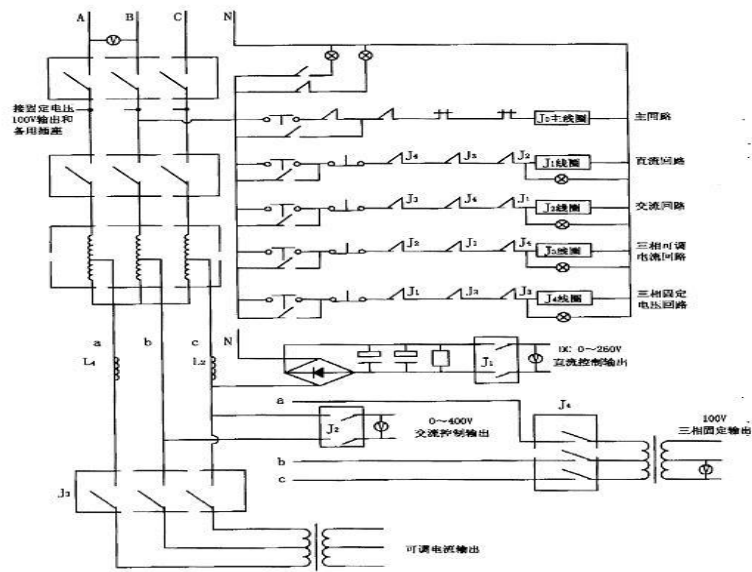 A B C N
V
接固定电压
100V输出和
备用插座
J₀主线圈 主回路
J₄ J₃ J₂ J₁线圈 直流回路
J₃ J₄ J₁ J₂线圈 交流回路
J₂ J₁ J₄ J₃线圈 三相可调
电流回路
J₁ J₂ J₃ J₄线圈 三相固定
电压回路
a b c N
L₁ L₂
J₁ V DC 0～260V
直流控制输出
a J₄
J₂ V 0～400V
交流控制输出
100V
三相固定输出
V
b
c
J₃
可调电流输出